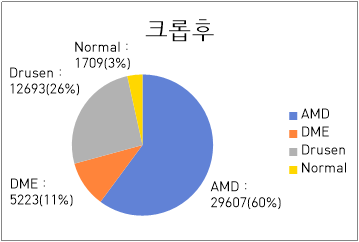 크롭후
Normal :
1709(3%)
Drusen :
12693(26%)
DME :
5223(11%)
AMD :
29607(60%)
AMD
DME
Drusen
Normal